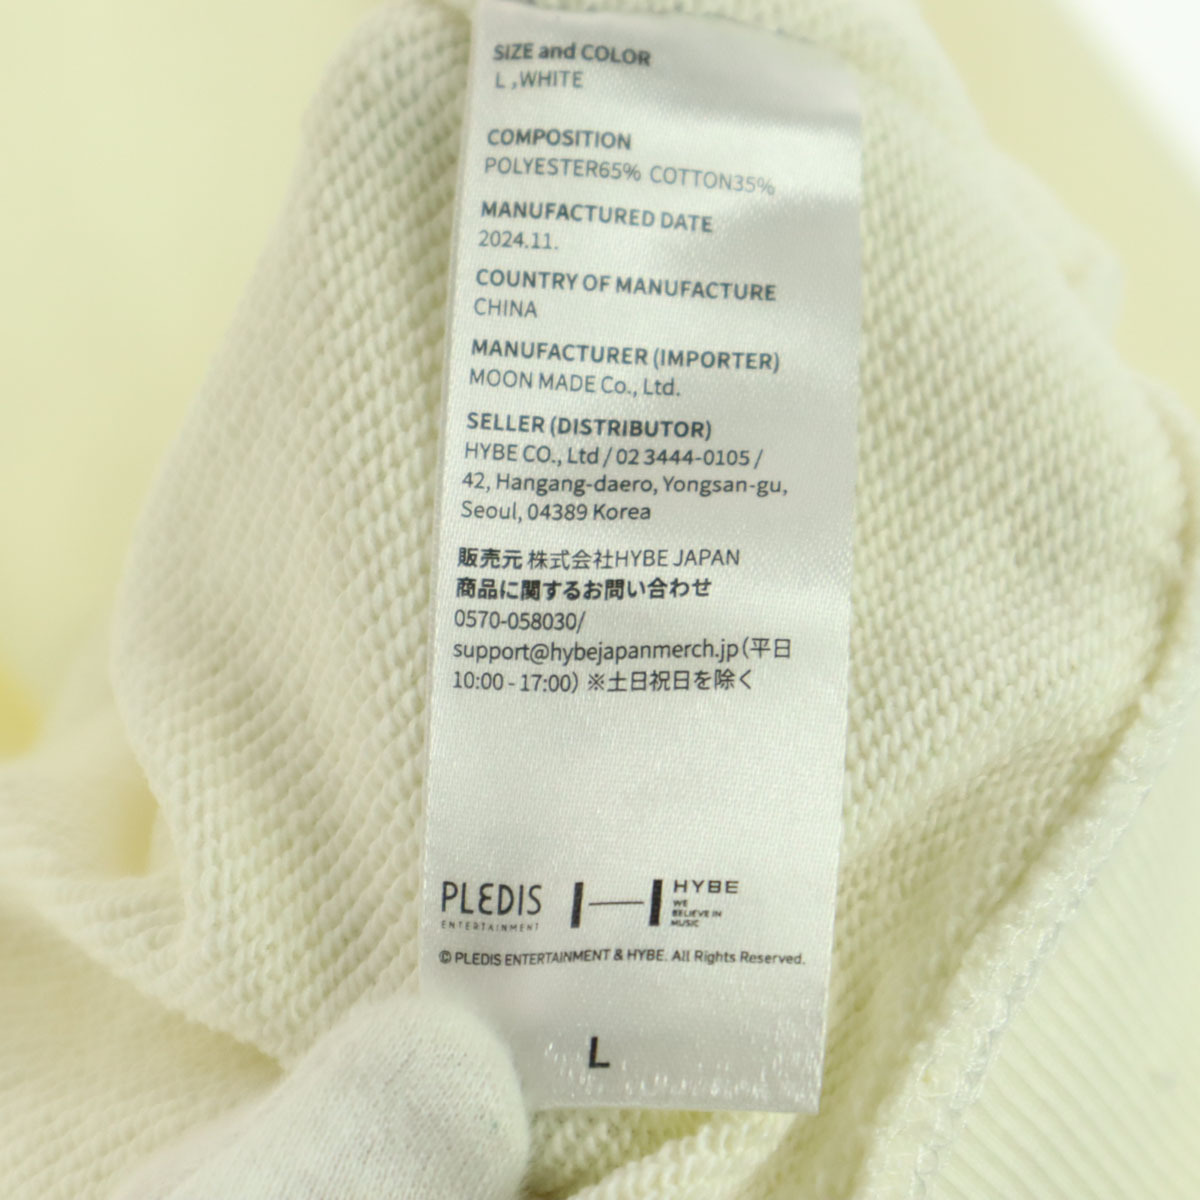 SIZE and COLOR
L ,WHITE
COMPOSITION
POLYESTER65% COTTON35%
MANUFACTURED DATE
2024.11.
COUNTRY OF MANUFACTURE
CHINA
MANUFACTURER (IMPORTER)
MOON MADE Co., Ltd.
SELLER (DISTRIBUTOR)
HYBE CO., Ltd / 02 3444-0105 /
42, Hangang-daero, Yongsan-gu,
Seoul, 04389 Korea
販売元 株式会社HYBE JAPAN
商品に関するお問い合わせ
0570-058030/
support@hybejapanmerch.jp（平日
10:00 - 17:00）※土日祝日を除く
PLEDIS
ENTERTAINMENT
HYBE
WE
BELIEVE IN
MUSIC
© PLEDIS ENTERTAINMENT & HYBE. All Rights Reserved.
L